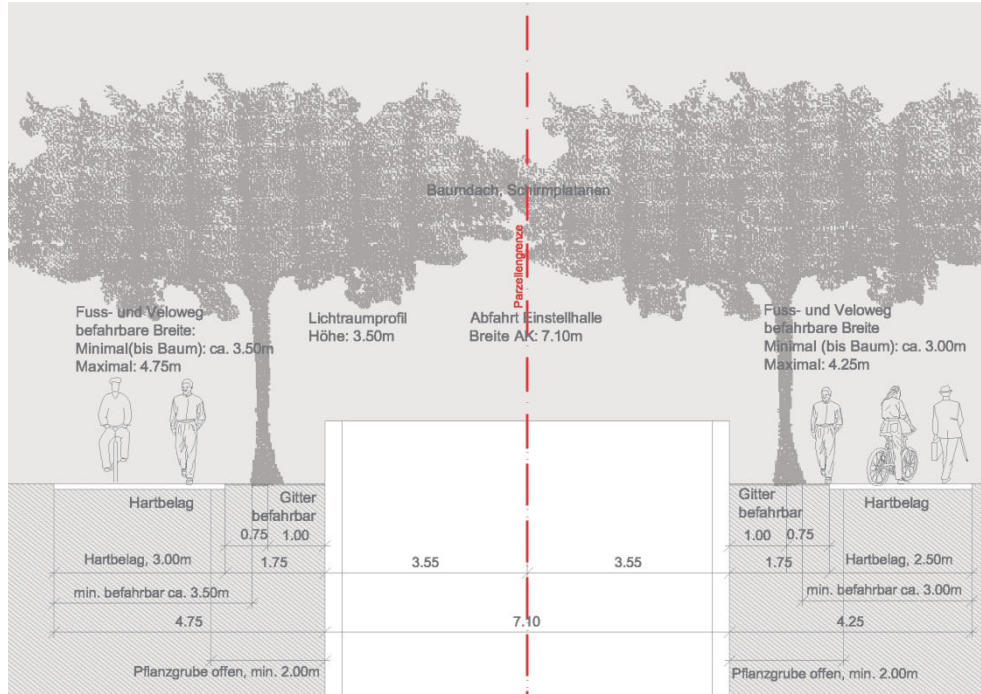 Baumdach, Schirmplatanen
Parzellengrenze
Fuss- und Veloweg
befahrbare Breite:
Minimal(bis Baum): ca. 3.50m
Maximal: 4.75m
Lichtraumprofil
Höhe: 3.50m
Abfahrt Einstellhalle
Breite AK: 7.10m
Fuss- und Veloweg
befahrbare Breite
Minimal (bis Baum): ca. 3.00m
Maximal: 4.25m
Hartbelag
Gitter
befahrbar
0.75 1.00
Gitter
befahrbar
1.00 0.75
Hartbelag
Hartbelag, 3.00m
1.75
3.55
3.55
1.75
Hartbelag, 2.50m
min. befahrbar ca. 3.50m
min. befahrbar ca. 3.00m
4.75
7.10
4.25
Pflanzgrube offen, min. 2.00m
Pflanzgrube offen, min. 2.00m